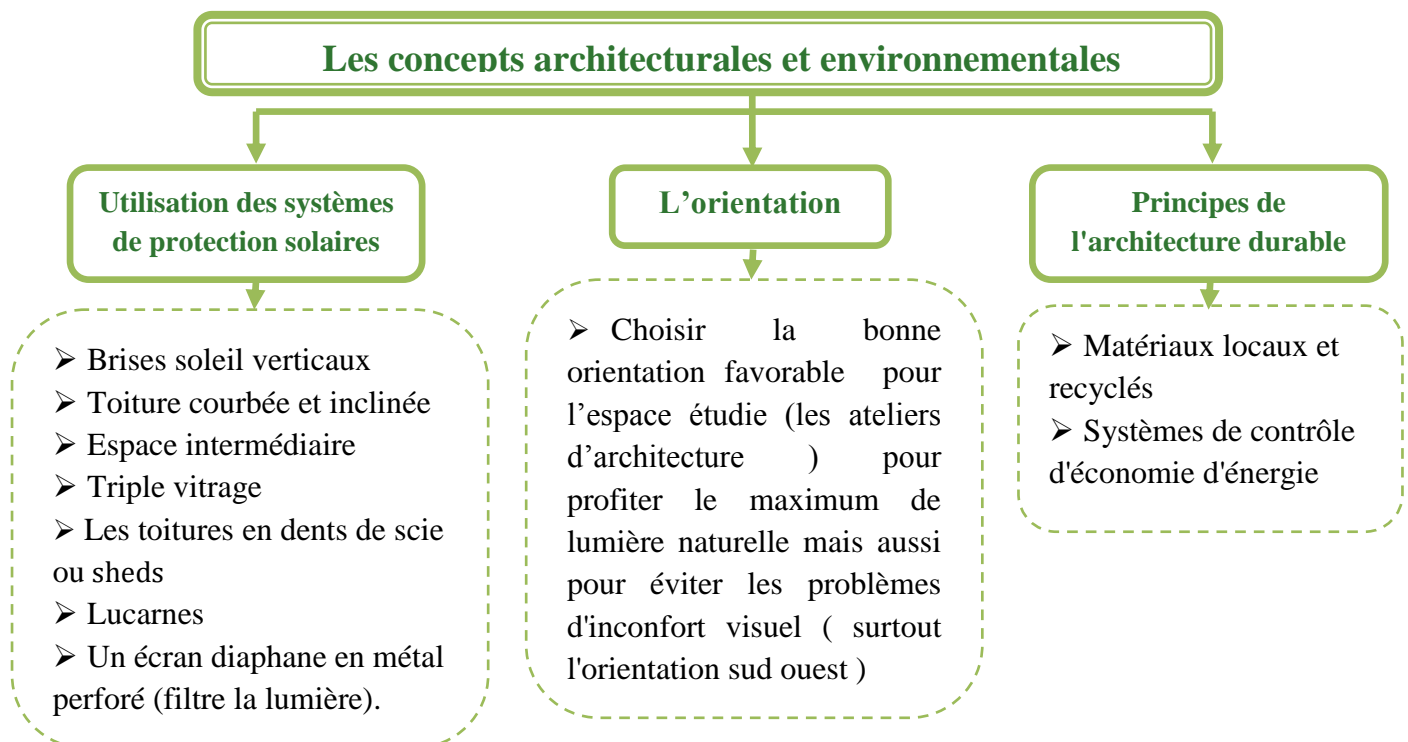 Les concepts architecturales et environnementales
Utilisation des systèmes
de protection solaires
➢ Brises soleil verticaux
➢ Toiture courbée et inclinée
➢ Espace intermédiaire
➢ Triple vitrage
➢ Les toitures en dents de scie
ou sheds
➢ Lucarnes
➢ Un écran diaphane en métal
perforé (filtre la lumière).
L’orientation
➢ Choisir la bonne
orientation favorable pour
l’espace étudie (les ateliers
d’architecture ) pour
profiter le maximum de
lumière naturelle mais aussi
pour éviter les problèmes
d'inconfort visuel ( surtout
l'orientation sud ouest )
Principes de
l'architecture durable
➢ Matériaux locaux et
recyclés
➢ Systèmes de contrôle
d'économie d'énergie